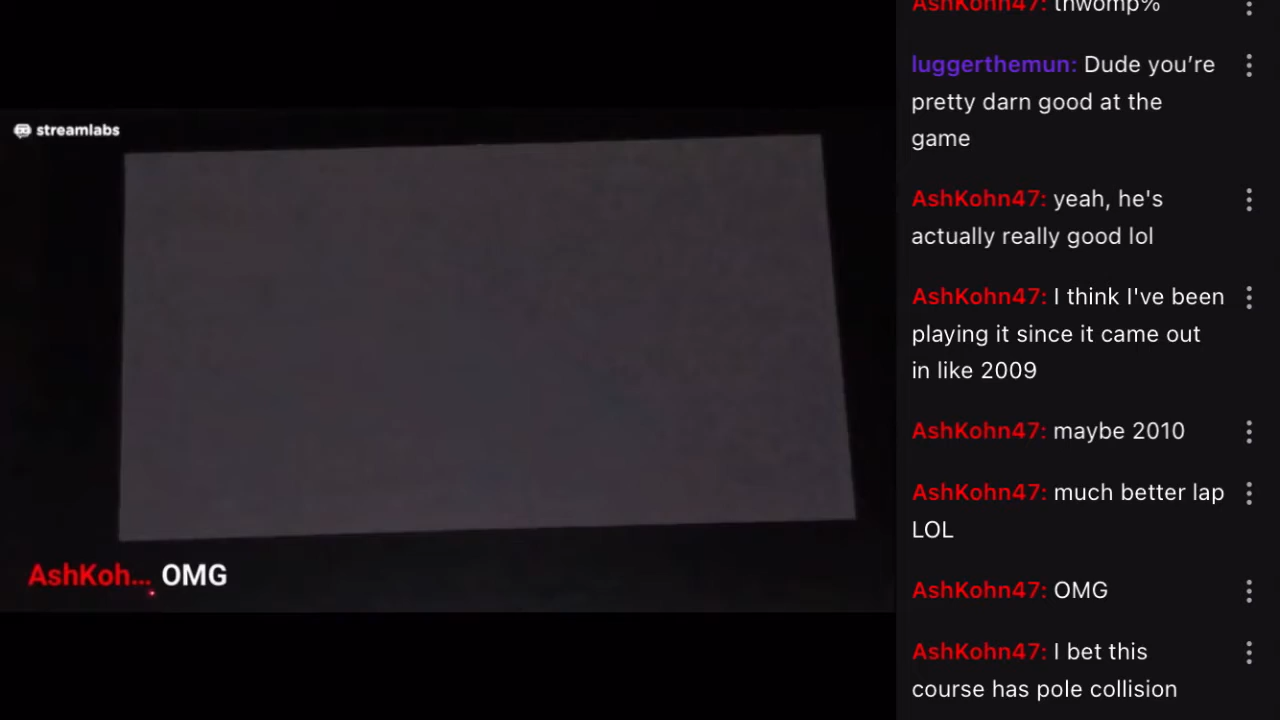 AshKohn47: thwomp%
luggerthemun: Dude you’re
pretty darn good at the
game
AshKohn47: yeah, he's
actually really good lol
AshKohn47: I think I've been
playing it since it came out
in like 2009
AshKohn47: maybe 2010
AshKohn47: much better lap
LOL
AshKohn47: OMG
AshKohn47: I bet this
course has pole collision
streamlabs
AshKoh... OMG